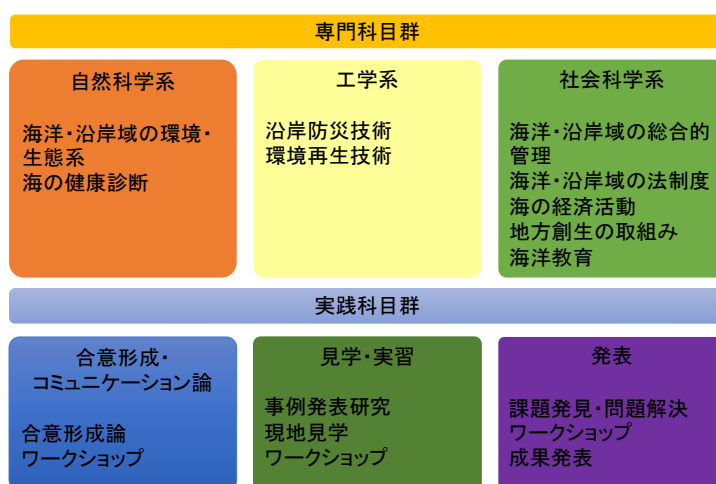 専門科目群
自然科学系
海洋・沿岸域の環境・
生態系
海の健康診断
工学系
沿岸防災技術
環境再生技術
社会科学系
海洋・沿岸域の総合的
管理
海洋・沿岸域の法制度
海の経済活動
地方創生の取組み
海洋教育
実践科目群
合意形成・
コミュニケーション論
合意形成論
ワークショップ
見学・実習
事例発表研究
現地見学
ワークショップ
発表
課題発見・問題解決
ワークショップ
成果発表